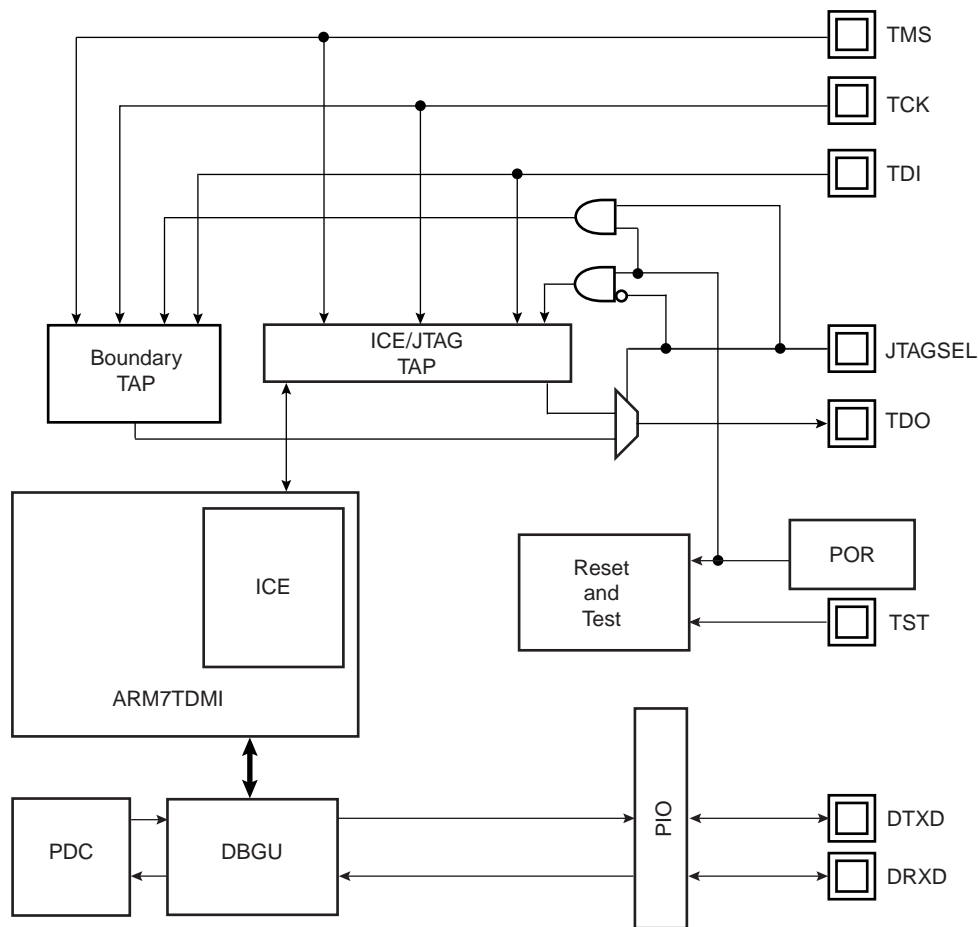 TMS
TCK
TDI
Boundary
TAP
ICE/JTAG
TAP
JTAGSEL
TDO
ICE
ARM7TDMI
Reset
and
Test
POR
TST
PDC
DBGU
PIO
DTXD
DRXD